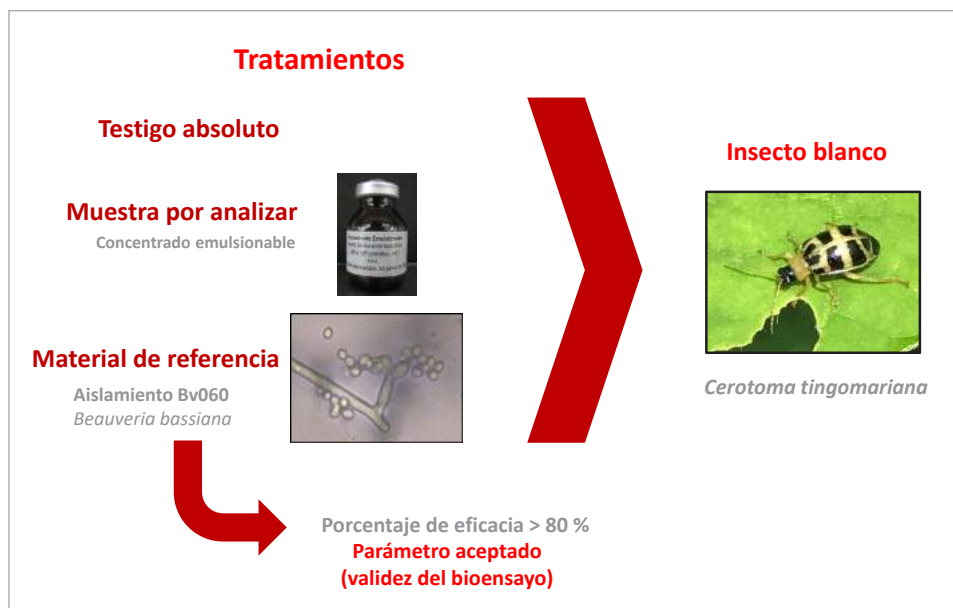 Tratamientos
Testigo absoluto
Muestra por analizar
Concentrado emulsionable
Material de referencia
Aislamiento Bv060
Beauveria bassiana
Porcentaje de eficacia > 80 %
Parámetro aceptado
(validez del bioensayo)
Insecto blanco
Cerotoma tingomariana